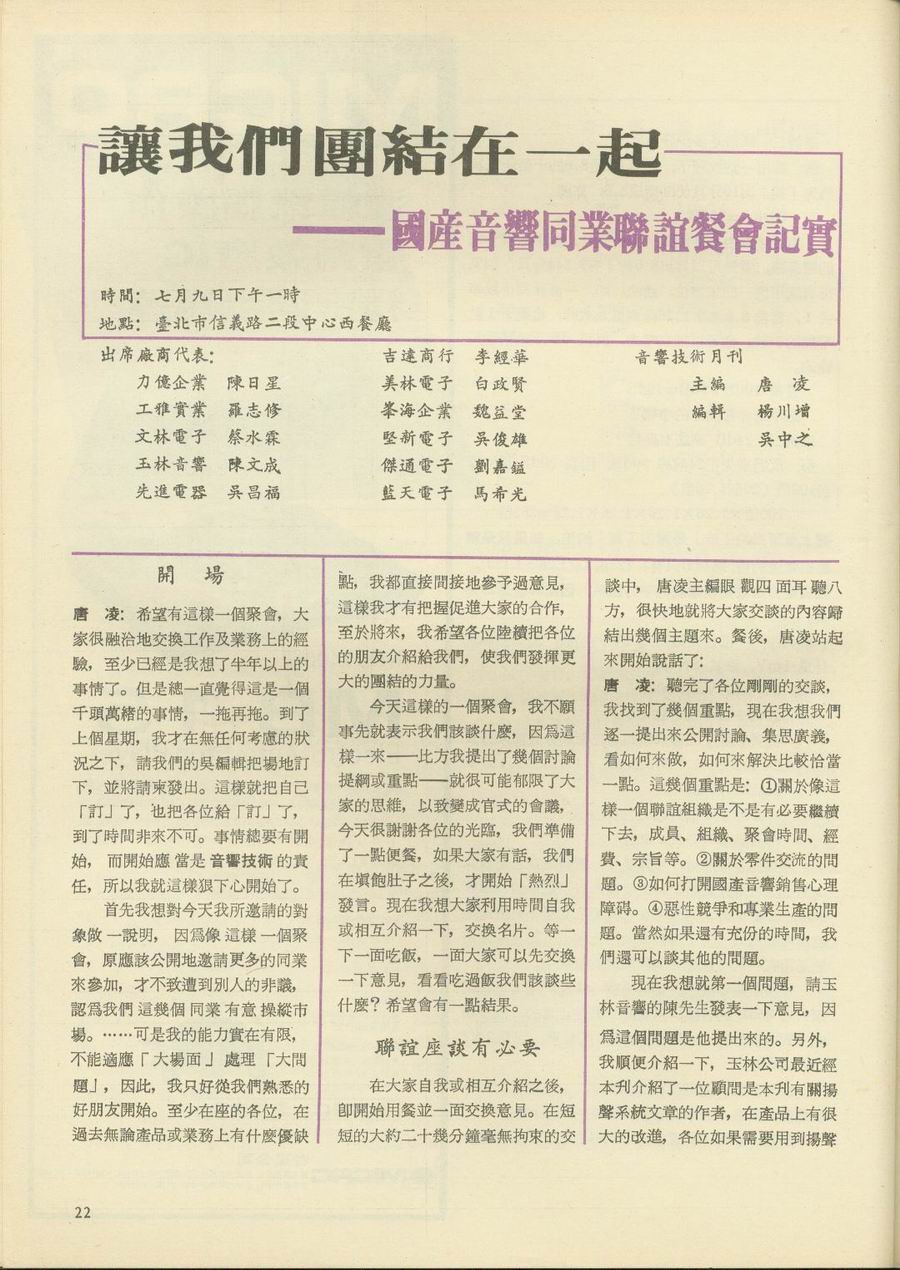 讓我們團結在一起
——國産音響同業聯誼餐會記實
時間：七月九日下午一時
地點：臺北市信義路二段中心西餐廳
出席廠商代表：
力億企業　陳日星
工雅實業　羅志修
文林電子　蔡水霖
玉林音響　陳文成
先進電器　吳昌福
吉遠商行　李經華
美林電子　白政賢
峯海企業　魏益堂
堅新電子　吳俊雄
傑通電子　劉嘉鎰
藍天電子　馬希光
音響技術月刊
主編　唐　凌
編輯　楊川增
吳中之
開　場
唐　凌：希望有這樣一個聚會，大
家很融洽地交換工作及業務上的經
驗，至少已經是我想了半年以上的
事情了。但是總一直覺得這是一個
千頭萬緒的事情，一拖再拖。到了
上個星期，我才在無任何考慮的狀
況之下，請我們的吳編輯把場地訂
下，並將請柬發出。這樣就把自己
「訂」了，也把各位給「訂」了，
到了時間非來不可。事情總要有開
始，而開始應當是音響技術的責
任，所以我就這樣狠下心開始了。
首先我想對今天我所邀請的對
象做一說明，因爲像這樣一個聚
會，原應該公開地邀請更多的同業
來參加，才不致遭到別人的非議，
認爲我們這幾個同業有意操縱市
場。……可是我的能力實在有限，
不能適應「大場面」處理「大問
題」，因此，我只好從我們熟悉的
好朋友開始。至少在座的各位，在
過去無論產品或業務上有什麼優缺
點，我都直接間接地參予過意見，
這樣我才有把握促進大家的合作，
至於將來，我希望各位陸續把各位
的朋友介紹給我們，使我們發揮更
大的團結的力量。
今天這樣的一個聚會，我不願
事先就表示我們該談什麼，因爲這
樣一來——比方我提出了幾個討論
提綱或重點——就很可能郁限了大
家的思維，以致變成官式的會議，
今天很謝謝各位的光臨，我們準備
了一點便餐，如果大家有話，我們
在塡飽肚子之後，才開始「熱烈」
發言。現在我想大家利用時間自我
或相互介紹一下，交換名片。等一
下一面吃飯，一面大家可以先交換
一下意見，看看吃過飯我們該談些
什麼？希望會有一點結果。
聯誼座談有必要
在大家自我或相互介紹之後，
卽開始用餐並一面交換意見。在短
短的大約二十幾分鐘毫無拘束的交
談中，唐凌主編眼觀四面耳聽八
方，很快地就將大家交談的內容歸
結出幾個主題來。餐後，唐凌站起
來開始說話了：
唐　凌：聽完了各位剛剛的交談，
我找到了幾個重點，現在我想我們
逐一提出來公開討論、集思廣義，
看如何來做，如何來解決比較恰當
一點。這幾個重點是：①關於像這
樣一個聯誼組織是不是有必要繼續
下去，成員、組織、聚會時間、經
費、宗旨等。②關於零件交流的問
題。③如何打開國產音響銷售心理
障碍。④惡性競爭和專業生產的問
題。當然如果還有充份的時間，我
們還可以談其他的問題。
現在我想就第一個問題，請玉
林音響的陳先生發表一下意見，因
爲這個問題是他提出來的。另外，
我順便介紹一下，玉林公司最近經
本刋介紹了一位顧問是本刋有關揚
聲系統文章的作者，在產品上有很
大的改進，各位如果需要用到揚聲
22